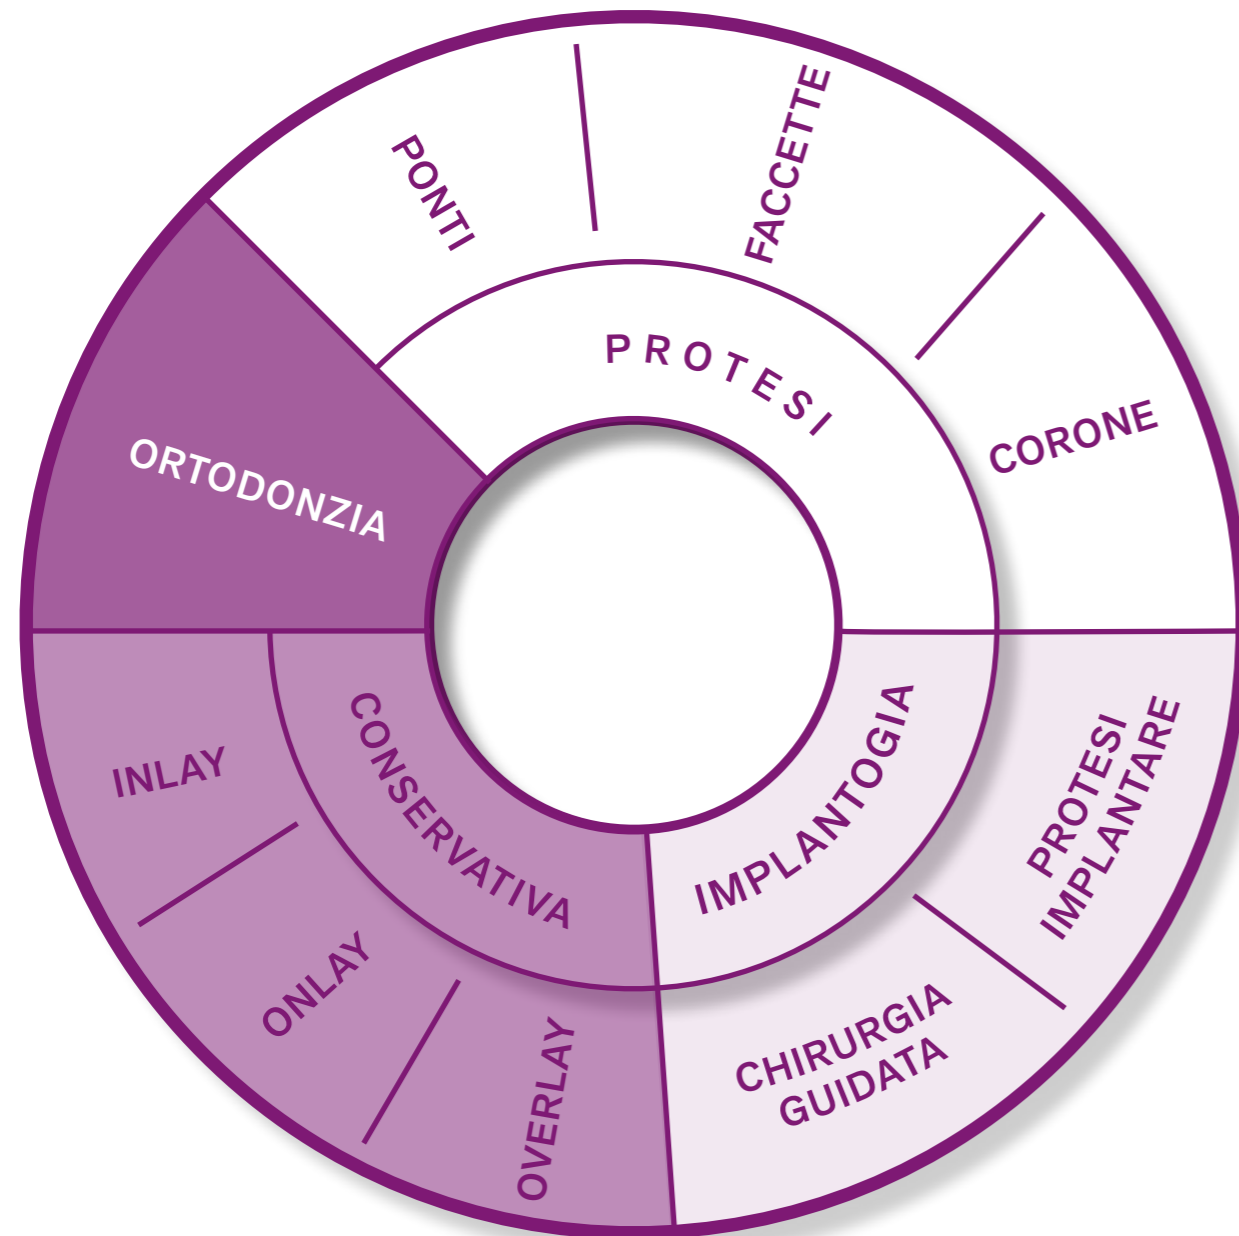 PONTI
FACCETTE
CORONE
PROTESI
ORTODONZIA
CONSERVATIVA
INLAY
ONLAY
OVERLAY
IMPLANTOGIA
PROTESI
IMPLANTARE
CHIRURGIA
GUIDATA